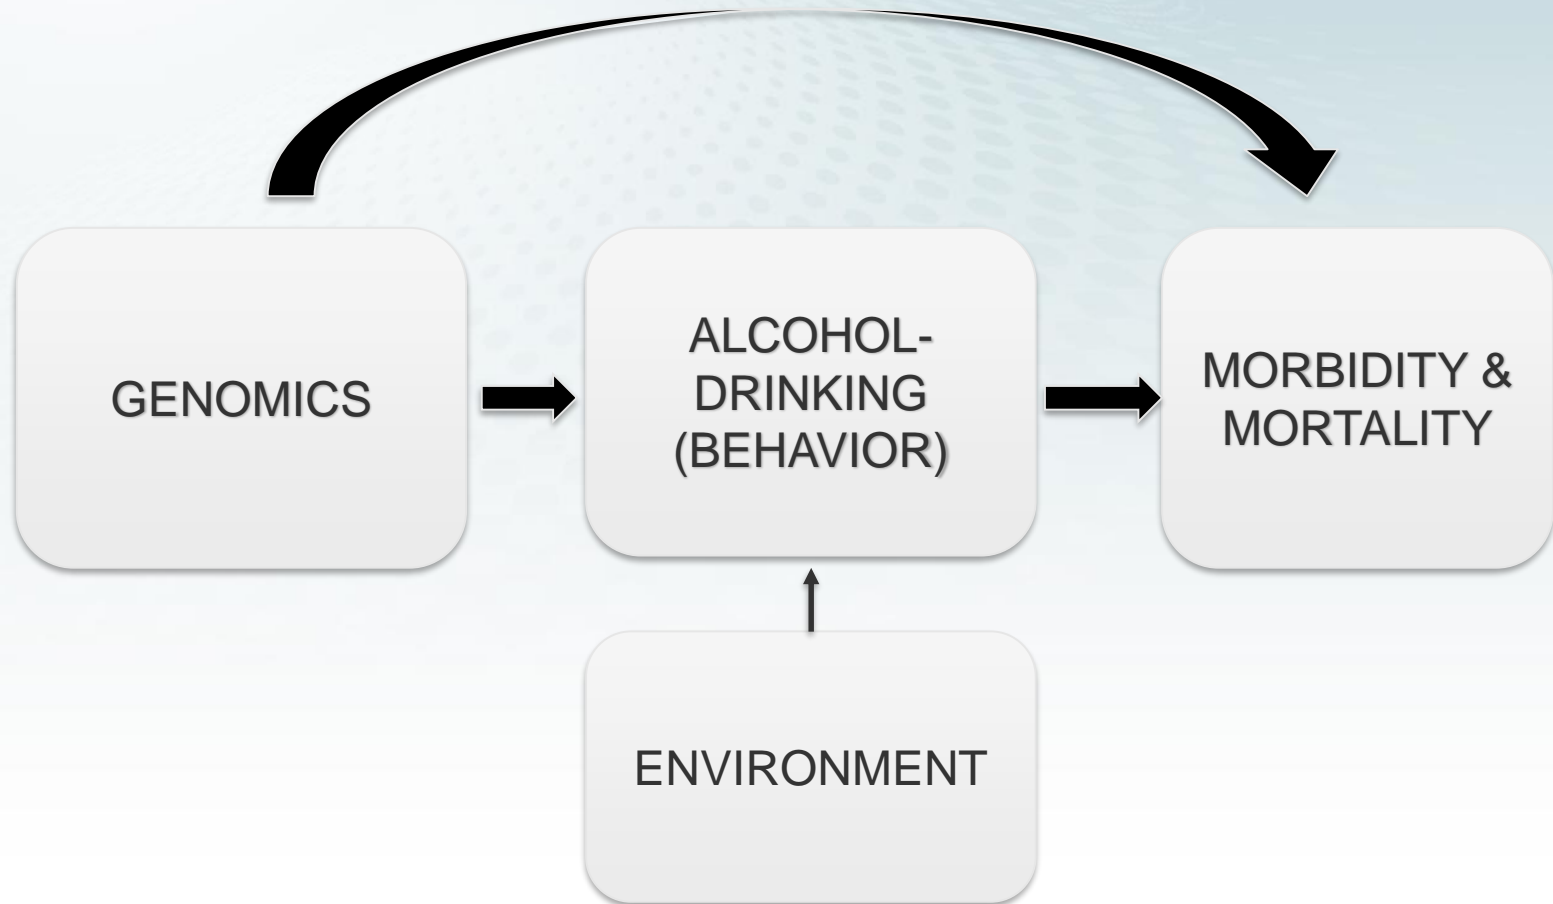 GENOMICS
ALCOHOL-
DRINKING
(BEHAVIOR)
MORBIDITY &
MORTALITY
ENVIRONMENT